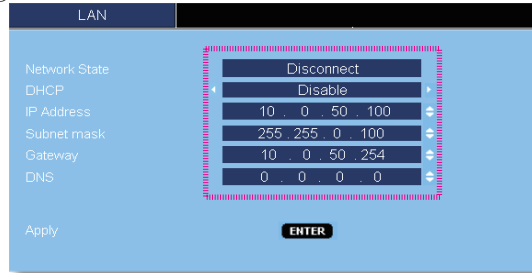 LAN
Network State Disconnect
DHCP Disable
IP Address 10 . 0 . 50 . 100
Subnet mask 255 . 255 . 0 . 100
Gateway 10 . 0 . 50 . 254
DNS 0 . 0 . 0 . 0
Apply ENTER